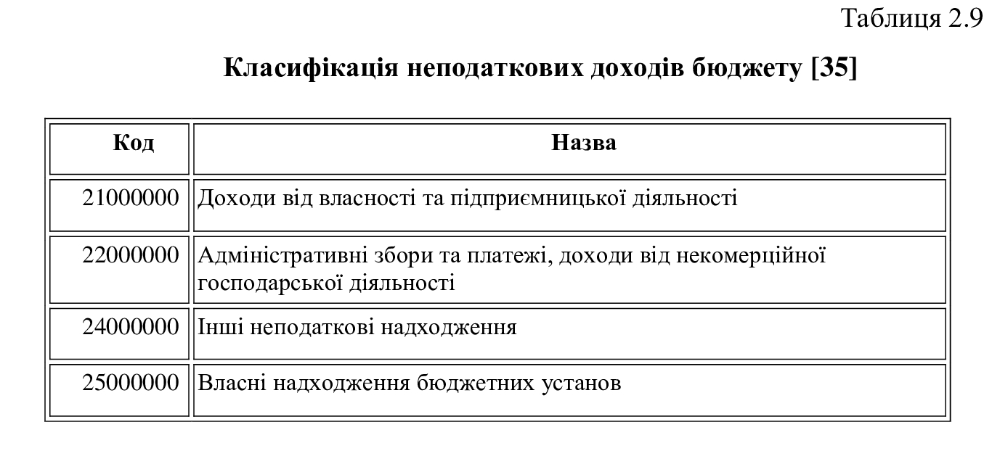 Таблиця 2.9
Класифікація неподаткових доходів бюджету [35]
Код Назва
21000000 Доходи від власності та підприємницької діяльності
22000000 Адміністративні збори та платежі, доходи від некомерційної
господарської діяльності
24000000 Інші неподаткові надходження
25000000 Власні надходження бюджетних установ